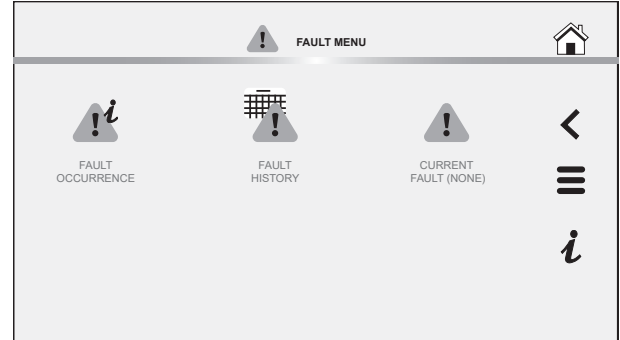 FAULT MENU
FAULT
OCCURRENCE
FAULT
HISTORY
CURRENT
FAULT (NONE)